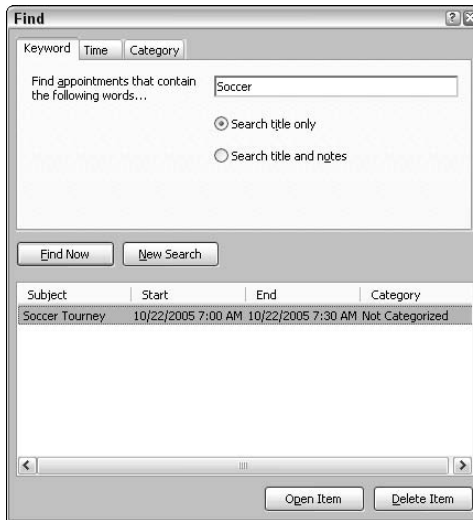 Find
Keyword Time Category
Find appointments that contain
the following words...
Soccer
Search title only
Search title and notes
Find Now New Search
Subject Start End Category
Soccer Tourney 10/22/2005 7:00 AM 10/22/2005 7:30 AM Not Categorized
Open Item Delete Item